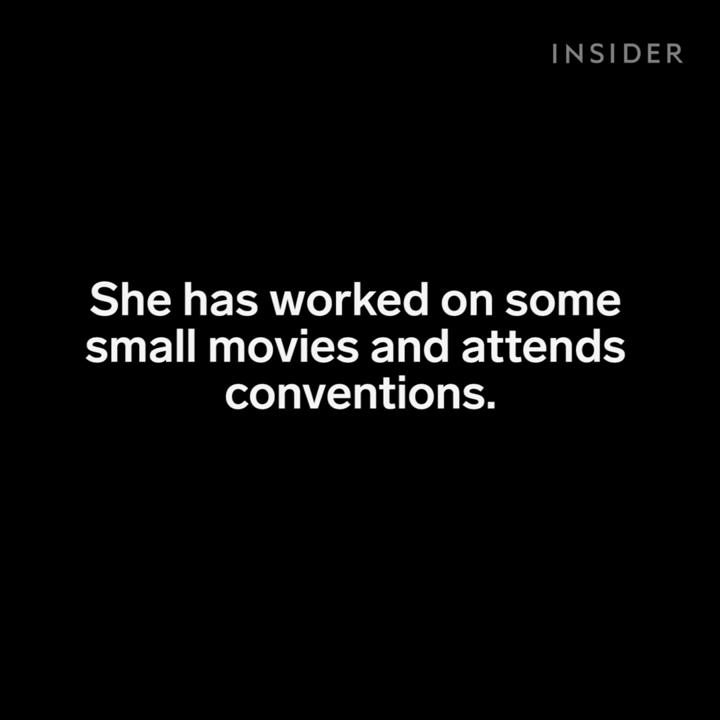 INSIDER
She has worked on some
small movies and attends
conventions.